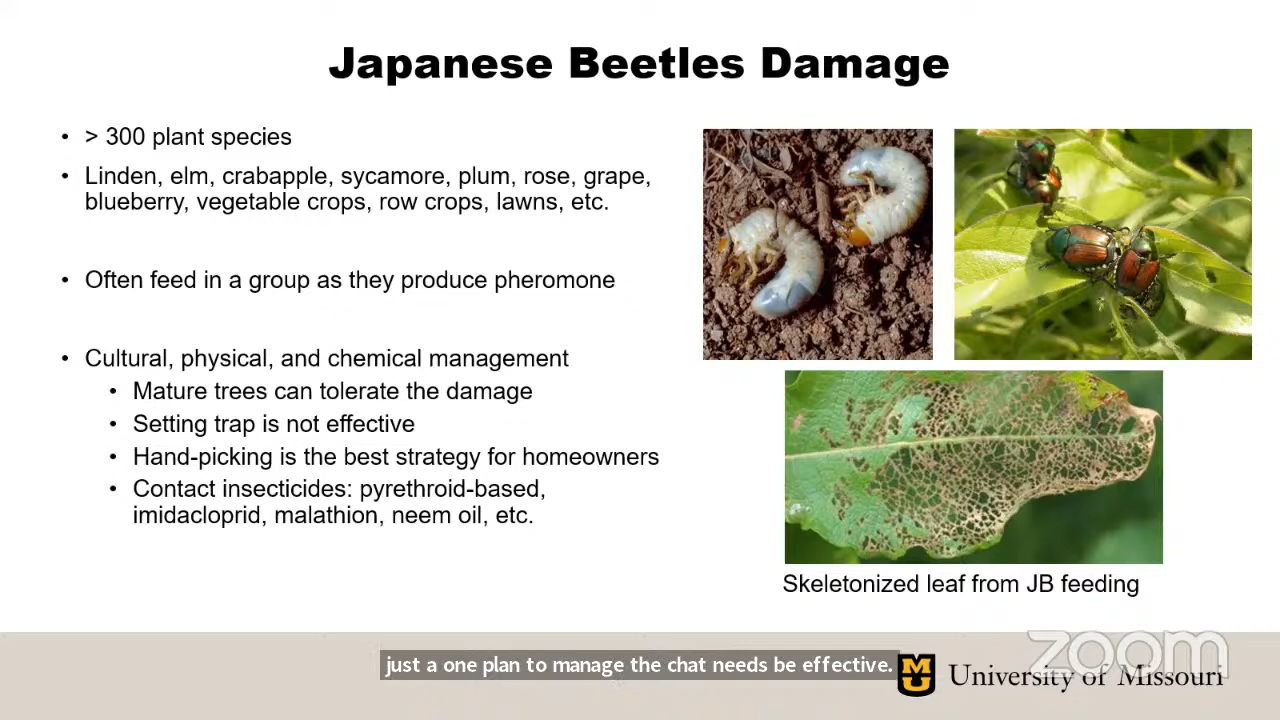 Japanese Beetles Damage
• > 300 plant species
• Linden, elm, crabapple, sycamore, plum, rose, grape,
blueberry, vegetable crops, row crops, lawns, etc.
• Often feed in a group as they produce pheromone
• Cultural, physical, and chemical management
• Mature trees can tolerate the damage
• Setting trap is not effective
• Hand-picking is the best strategy for homeowners
• Contact insecticides: pyrethroid-based,
imidacloprid, malathion, neem oil, etc.
Skeletonized leaf from JB feeding
zoom
just a one plan to manage the chat needs be effective.
University of Missouri